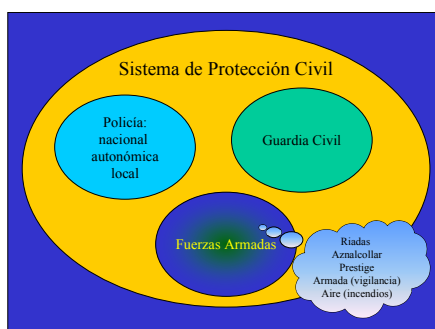 Sistema de Protección Civil
Policía:
nacional
autonómica
local
Guardia Civil
Fuerzas Armadas
Riadas
Aznalcollar
Prestige
Armada (vigilancia)
Aire (incendios)